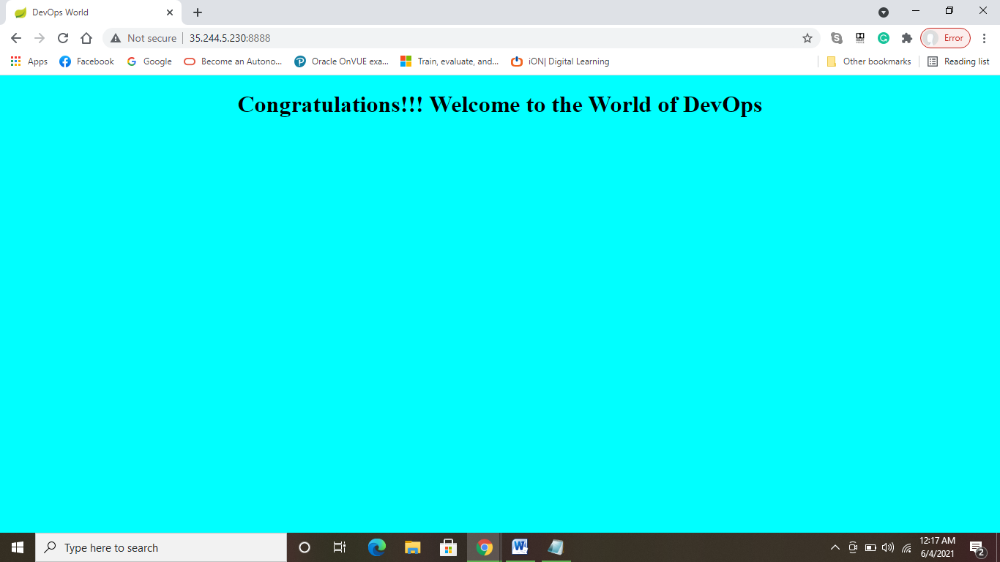 DevOps World
Not secure 35.244.5.230:8888
Error
Apps Facebook Google Become an Autono... Oracle OnVUE exa... Train, evaluate, and... iON| Digital Learning Other bookmarks Reading list
Congratulations!!! Welcome to the World of DevOps
Type here to search
12:17 AM
6/4/2021
2